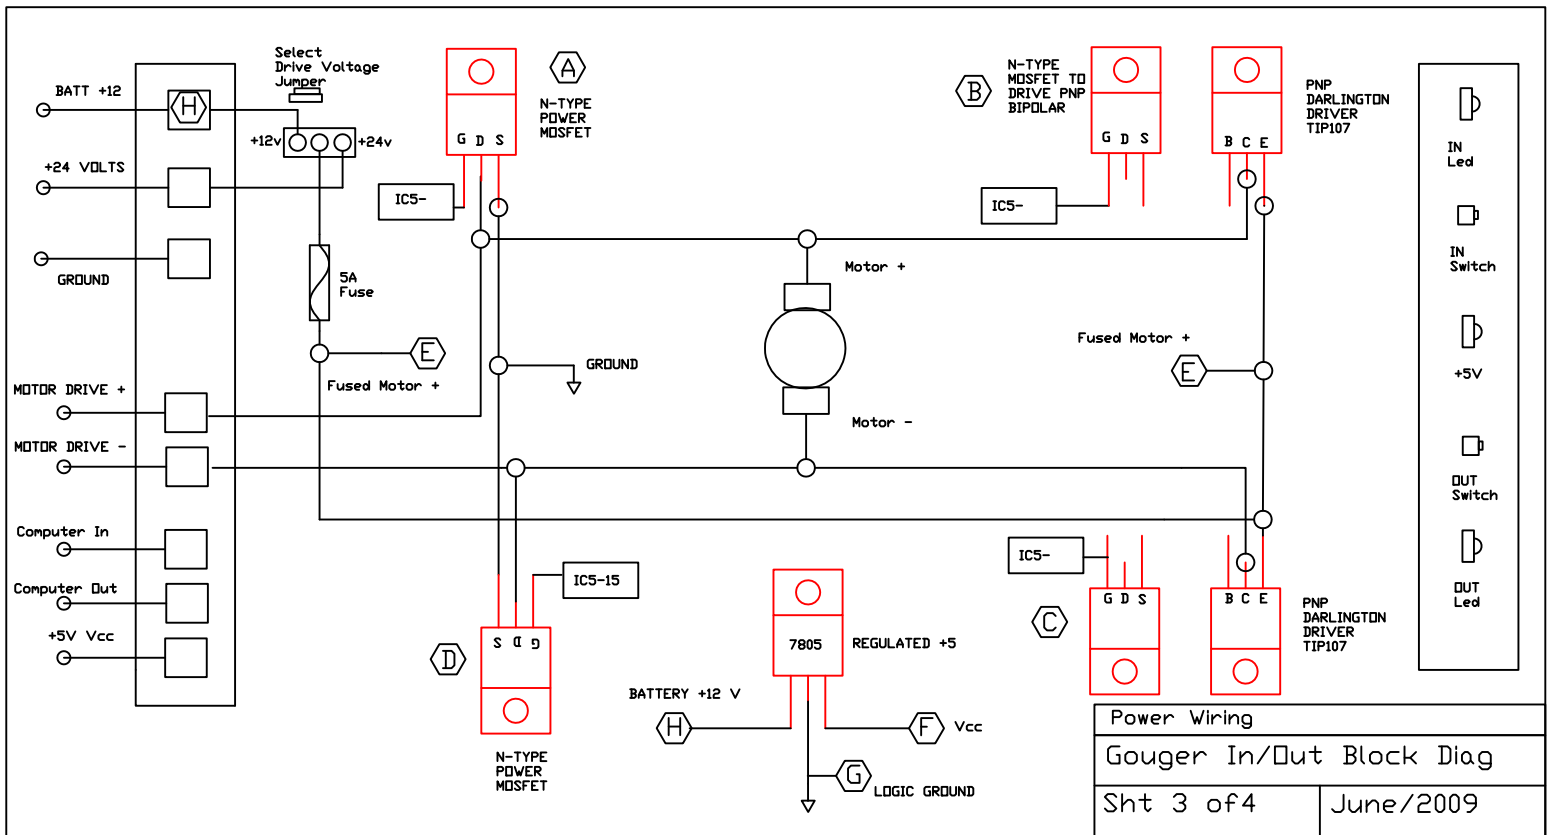 Select
Drive Voltage
Jumper
BATT +12
H
+12v
+24v
+24 VOLTS
GROUND
5A
Fuse
E
Fused Motor +
MOTOR DRIVE +
MOTOR DRIVE -
Computer In
Computer Out
+5V Vcc
G D S
A
N-TYPE
POWER
MOSFET
IC5-
GROUND
Motor +
Motor -
B
N-TYPE
MOSFET TO
DRIVE PNP
BIPOLAR
G D S
IC5-
B C E
PNP
DARLINGTON
DRIVER
TIP107
Fused Motor +
E
IN
Led
IN
Switch
+5V
OUT
Switch
OUT
Led
IC5-15
D
S D G
N-TYPE
POWER
MOSFET
7805
REGULATED +5
BATTERY +12 V
H
F
Vcc
G
LOGIC GROUND
IC5-
C
G D S
B C E
PNP
DARLINGTON
DRIVER
TIP107
Power Wiring
Gouger In/Out Block Diag
Sht 3 of4
June/2009